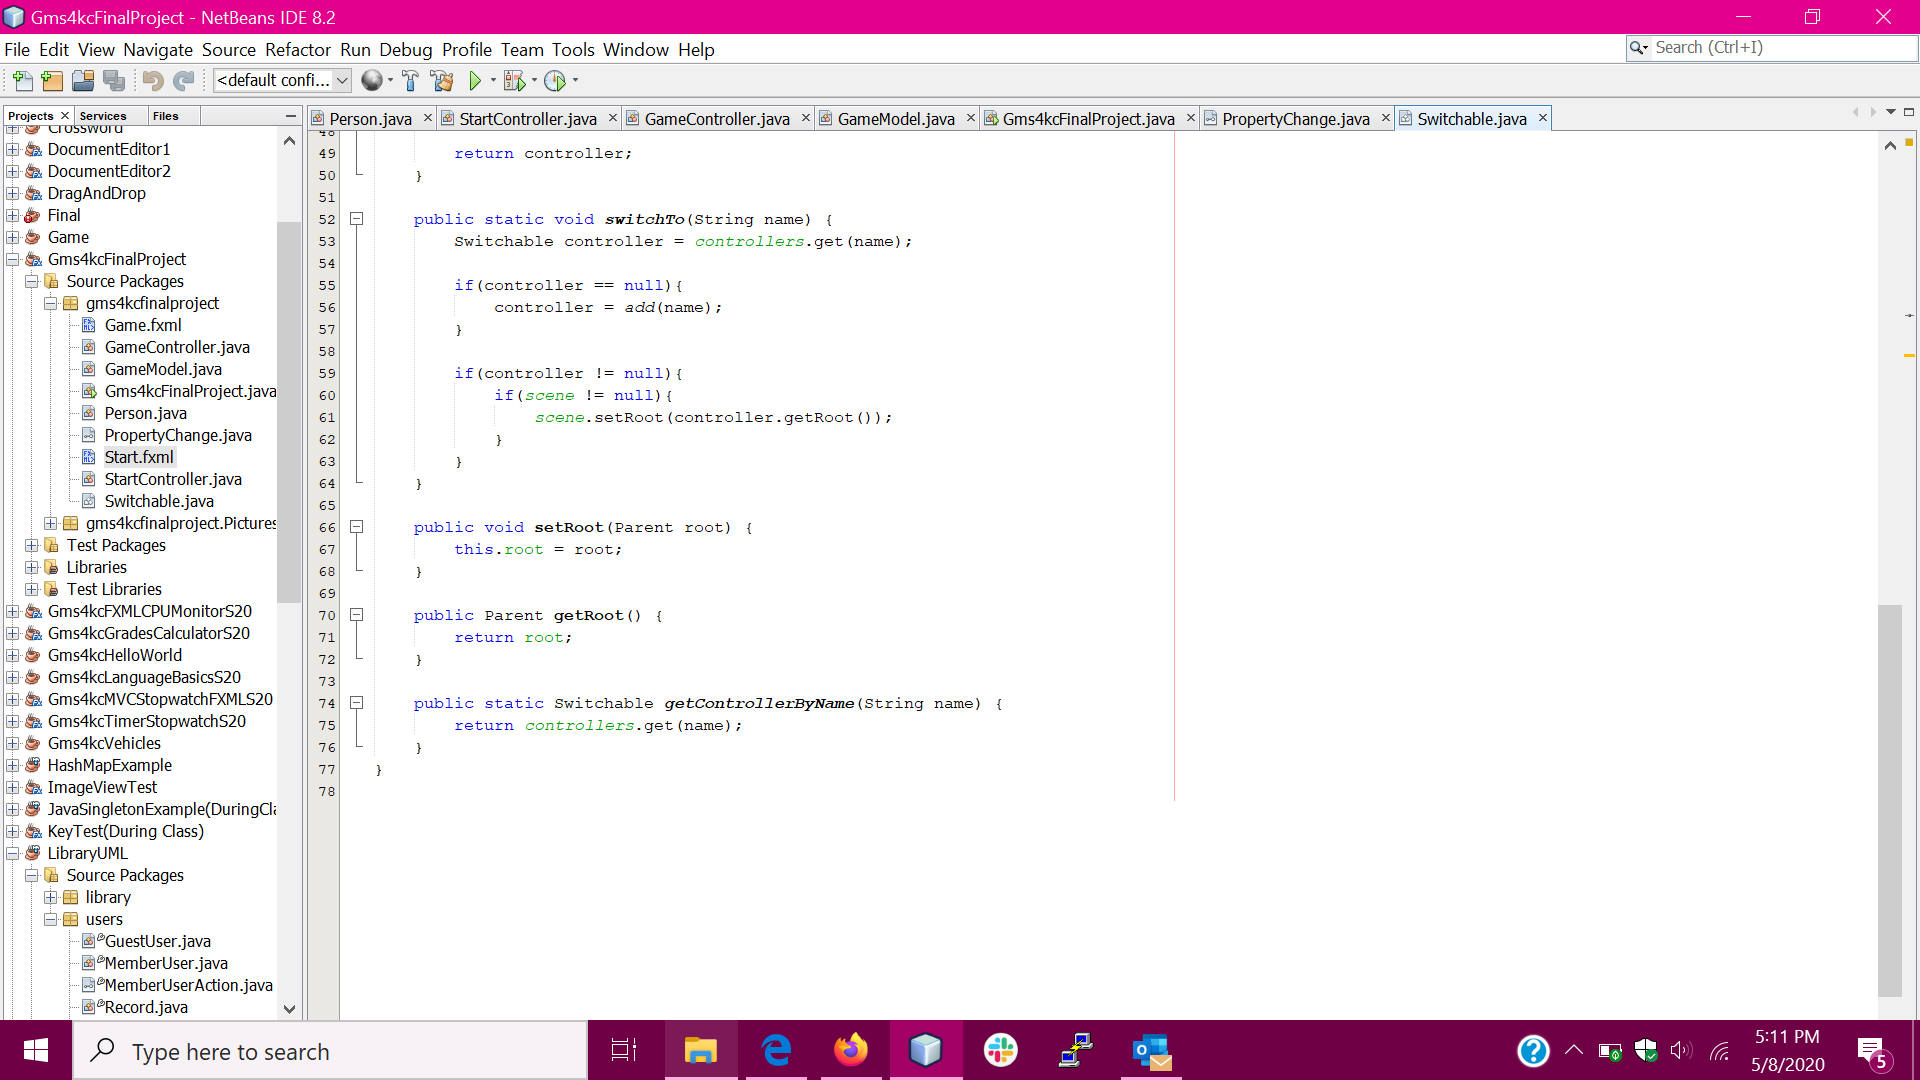 Gms4kcFinalProject - NetBeans IDE 8.2
File Edit View Navigate Source Refactor Run Debug Profile Team Tools Window Help
Search (Ctrl+I)
<default confi...
Projects Services Files
Person.java StartController.java GameController.java GameModel.java Gms4kcFinalProject.java PropertyChange.java Switchable.java
Crossword
DocumentEditor1
DocumentEditor2
DragAndDrop
Final
Game
Gms4kcFinalProject
Source Packages
gms4kcfinalproject
Game.fxml
GameController.java
GameModel.java
Gms4kcFinalProject.java
Person.java
PropertyChange.java
Start.fxml
StartController.java
Switchable.java
gms4kcfinalproject.Pictures
Test Packages
Libraries
Test Libraries
Gms4kcFXMLCPUMonitorS20
Gms4kcGradesCalculatorS20
Gms4kcHelloWorld
Gms4kcLanguageBasicsS20
Gms4kcMVCStopwatchFXMLS20
Gms4kcTimerStopwatchS20
Gms4kcVehicles
HashMapExample
ImageViewTest
JavaSingletonExample(DuringCla
KeyTest(During Class)
LibraryUML
Source Packages
library
users
GuestUser.java
MemberUser.java
MemberUserAction.java
Record.java
48
49 return controller;
50 }
51
52 public static void switchTo(String name) {
53 Switchable controller = controllers.get(name);
54
55 if(controller == null){
56 controller = add(name);
57 }
58
59 if(controller != null){
60 if(scene != null){
61 scene.setRoot(controller.getRoot());
62 }
63 }
64 }
65
66 public void setRoot(Parent root) {
67 this.root = root;
68 }
69
70 public Parent getRoot() {
71 return root;
72 }
73
74 public static Switchable getControllerByName(String name) {
75 return controllers.get(name);
76 }
77 }
78
Type here to search
5:11 PM
5/8/2020
5